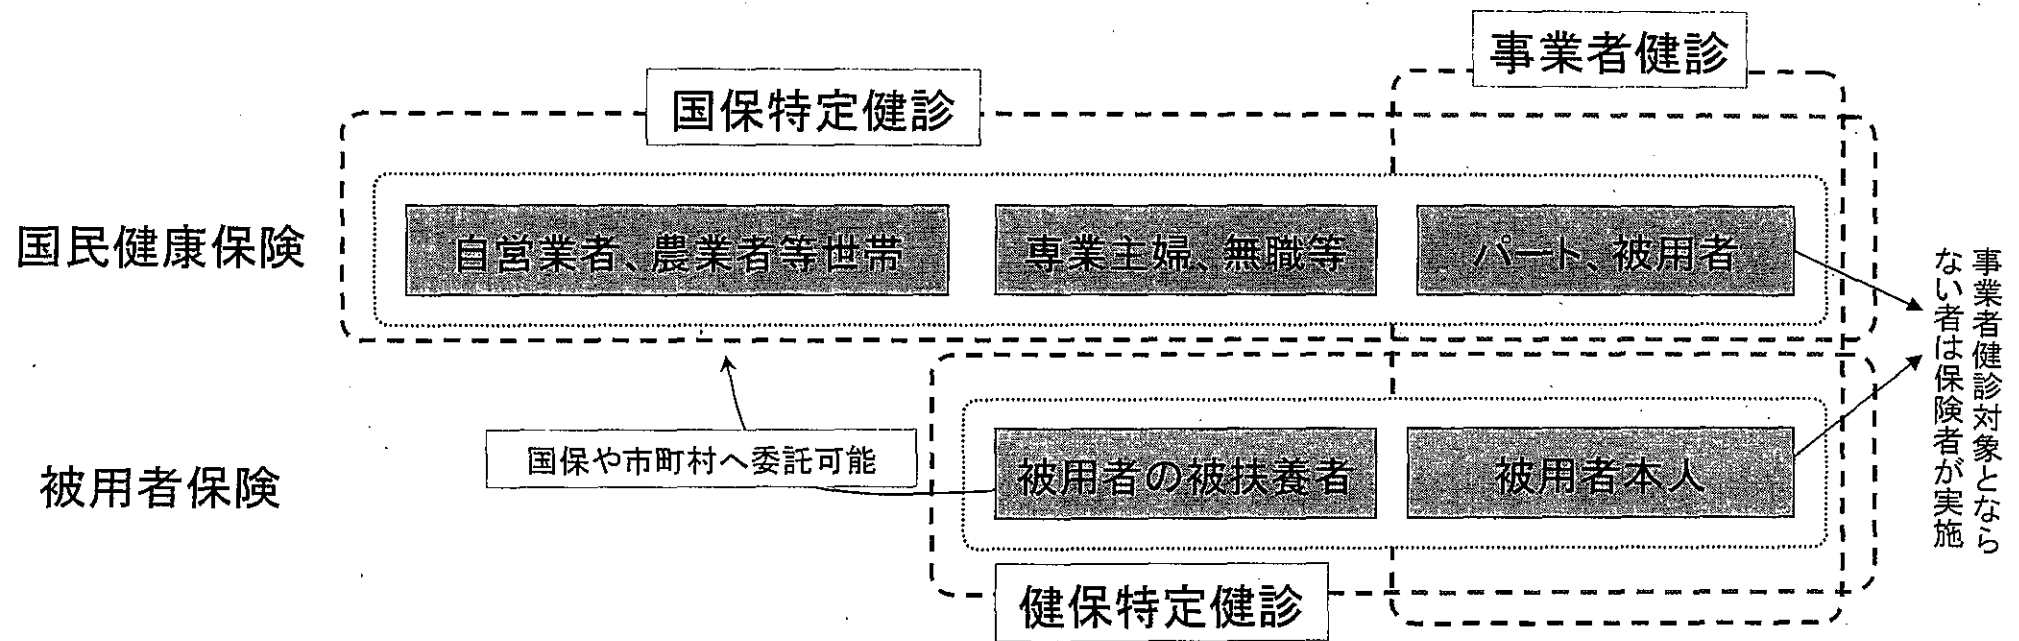 事業者健診
国保特定健診
国民健康保険
自営業者、農業者等世帯
専業主婦、無職等
パート、被用者
事業者健診対象となら
ない者は保険者が実施
国保や市町村へ委託可能
被用者保険
被用者の被扶養者
被用者本人
健保特定健診